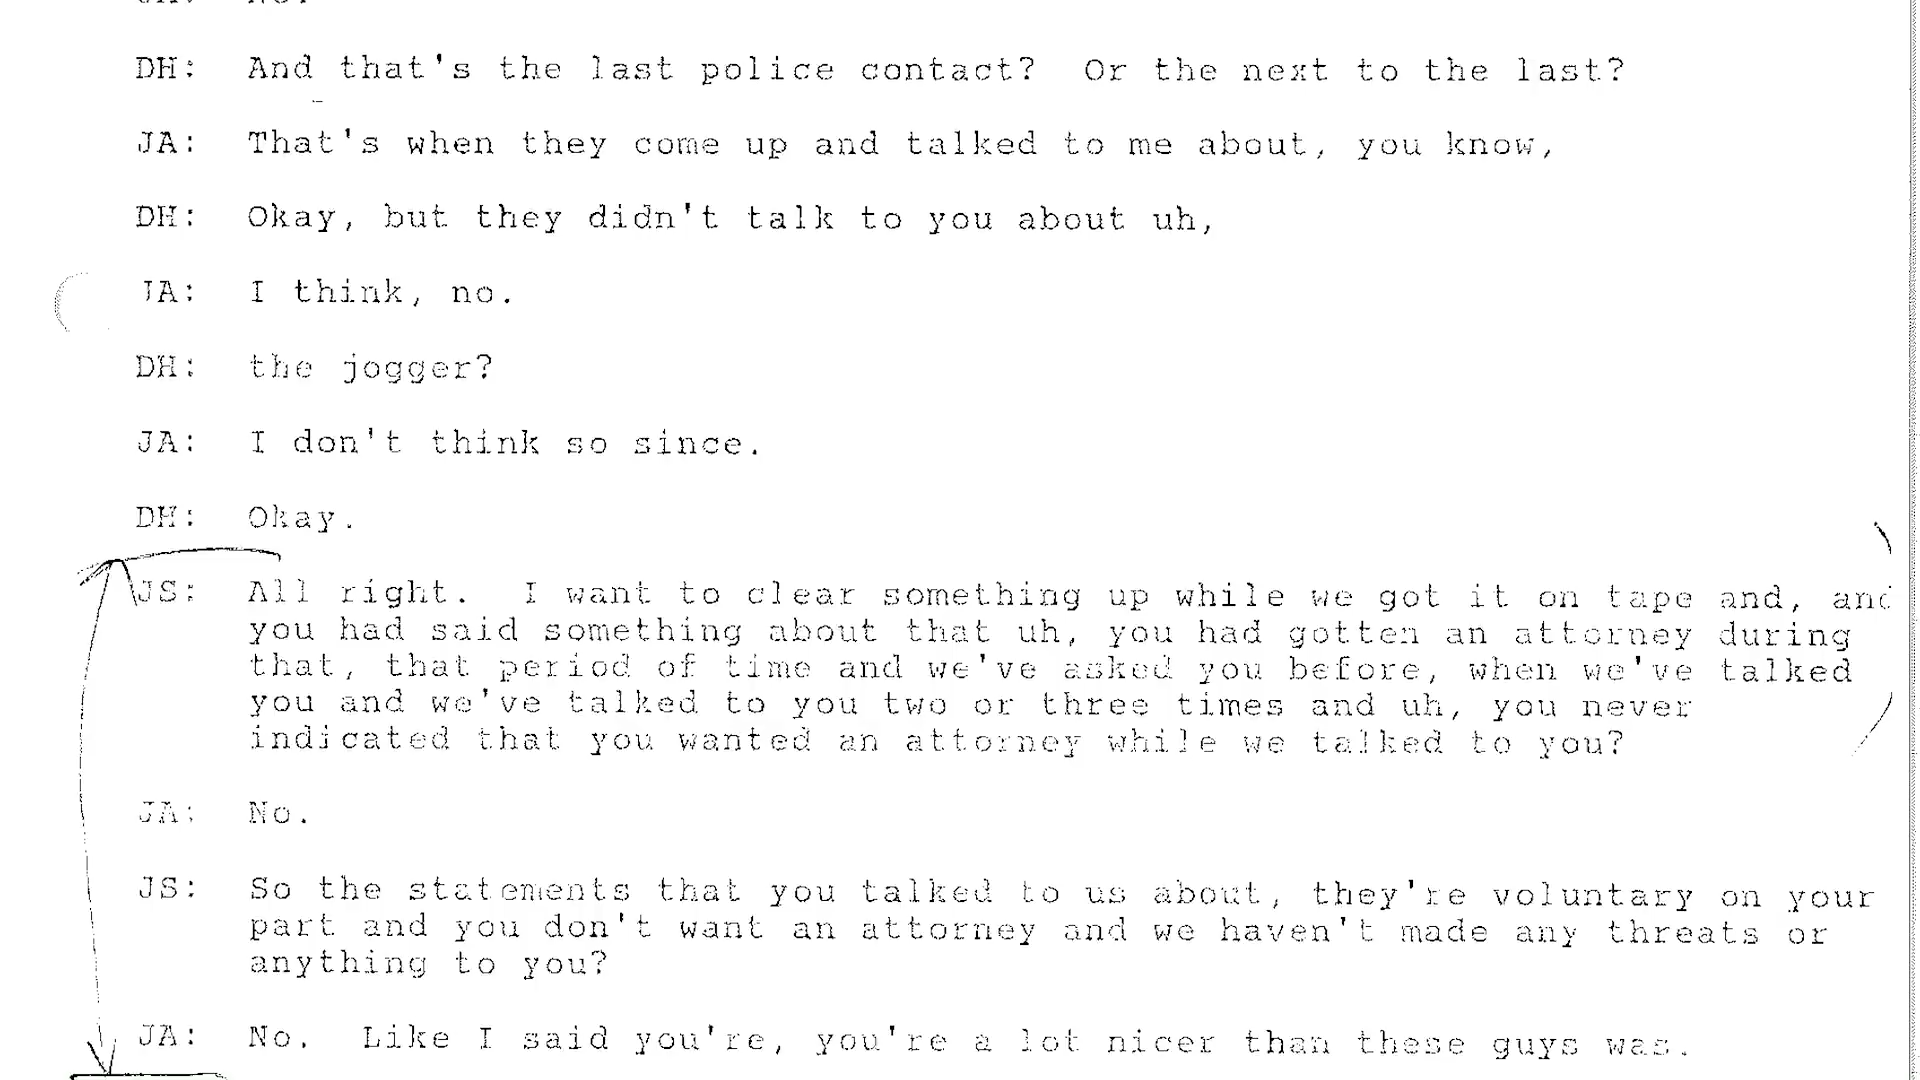 JA: No.
DH: And that's the last police contact? Or the next to the last?
JA: That's when they come up and talked to me about, you know,
DH: Okay, but they didn't talk to you about uh,
JA: I think, no.
DH: the jogger?
JA: I don't think so since.
DH: Okay.
JS: All right. I want to clear something up while we got it on tape and, and
you had said something about that uh, you had gotten an attorney during
that, that period of time and we've asked you before, when we've talked
you and we've talked to you two or three times and uh, you never
indicated that you wanted an attorney while we talked to you?
JA: No.
JS: So the statements that you talked to us about, they're voluntary on your
part and you don't want an attorney and we haven't made any threats or
anything to you?
JA: No. Like I said you're, you're a lot nicer than these guys was.